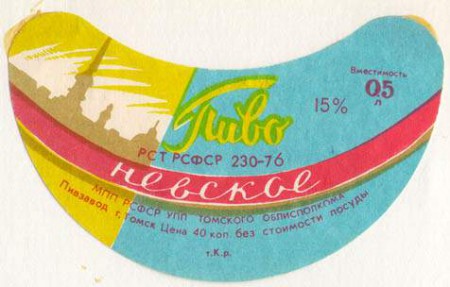 Пиво
15%
Вместимость
0,5
л
РСТ РСФСР 230-76
невское
МПП РСФСР УПП ТОМСКОГО ОБЛИСПОЛКОМА
Пивзавод г. Томск Цена 40 коп. без стоимости посуды
т.К.р.